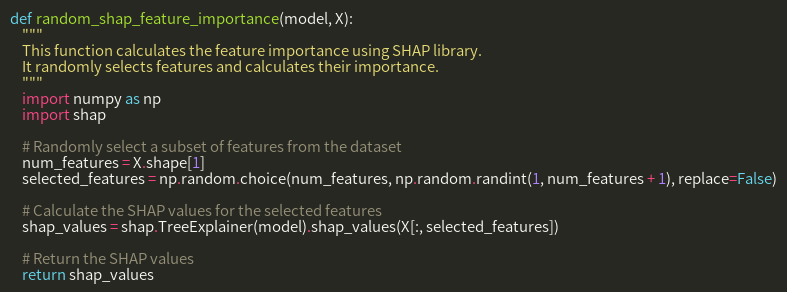 def random_shap_feature_importance(model, X):
"""
This function calculates the feature importance using SHAP library.
It randomly selects features and calculates their importance.
"""
import numpy as np
import shap
# Randomly select a subset of features from the dataset
num_features = X.shape[1]
selected_features = np.random.choice(num_features, np.random.randint(1, num_features + 1), replace=False)
# Calculate the SHAP values for the selected features
shap_values = shap.TreeExplainer(model).shap_values(X[:, selected_features])
# Return the SHAP values
return shap_values